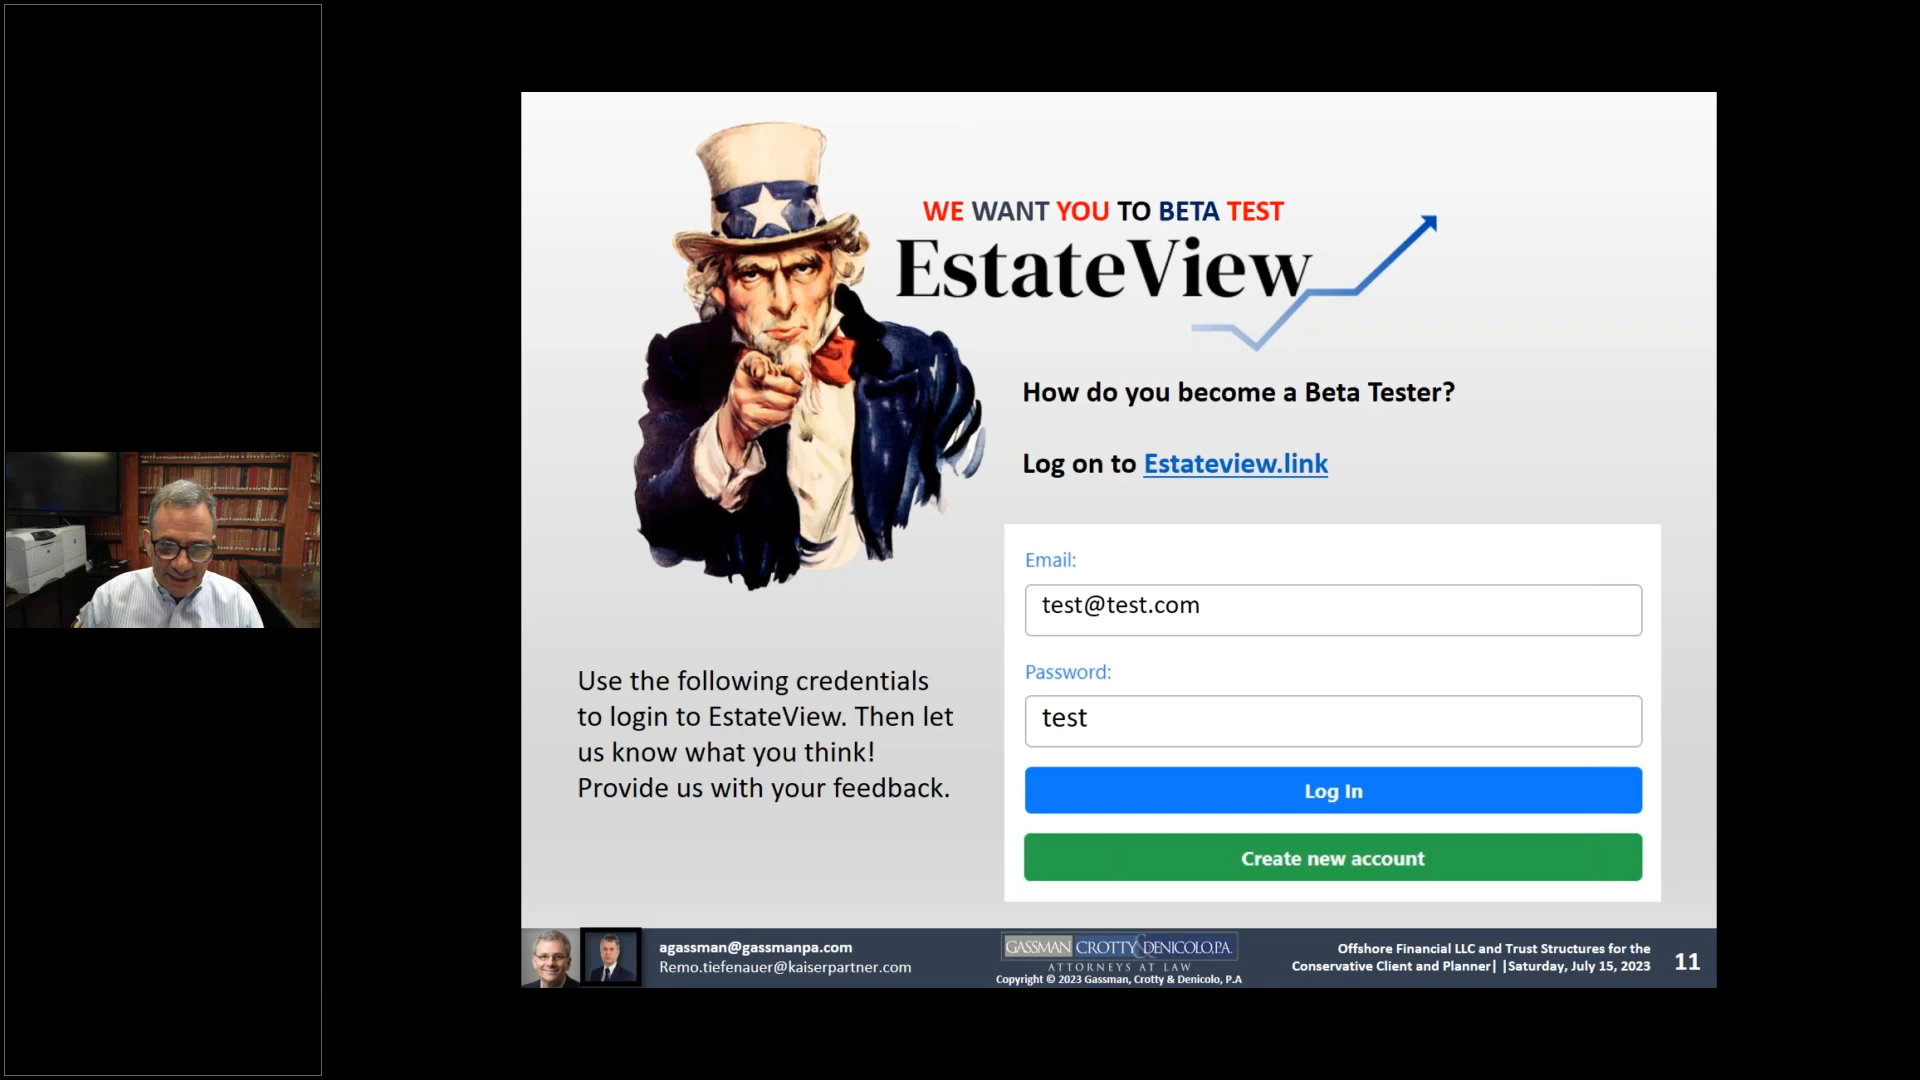 WE WANT YOU TO BETA TEST
EstateView
How do you become a Beta Tester?
Log on to Estateview.link
Email:
test@test.com
Password:
test
Log In
Create new account
Use the following credentials
to login to EstateView. Then let
us know what you think!
Provide us with your feedback.
agassman@gassmanpa.com
Remo.tiefenauer@kaiserpartner.com
GASSMAN CROTTY & DENICOLO, P.A.
ATTORNEYS AT LAW
Copyright © 2023 Gassman, Crotty & Denicolo, P.A
Offshore Financial LLC and Trust Structures for the
Conservative Client and Planner| |Saturday, July 15, 2023
11